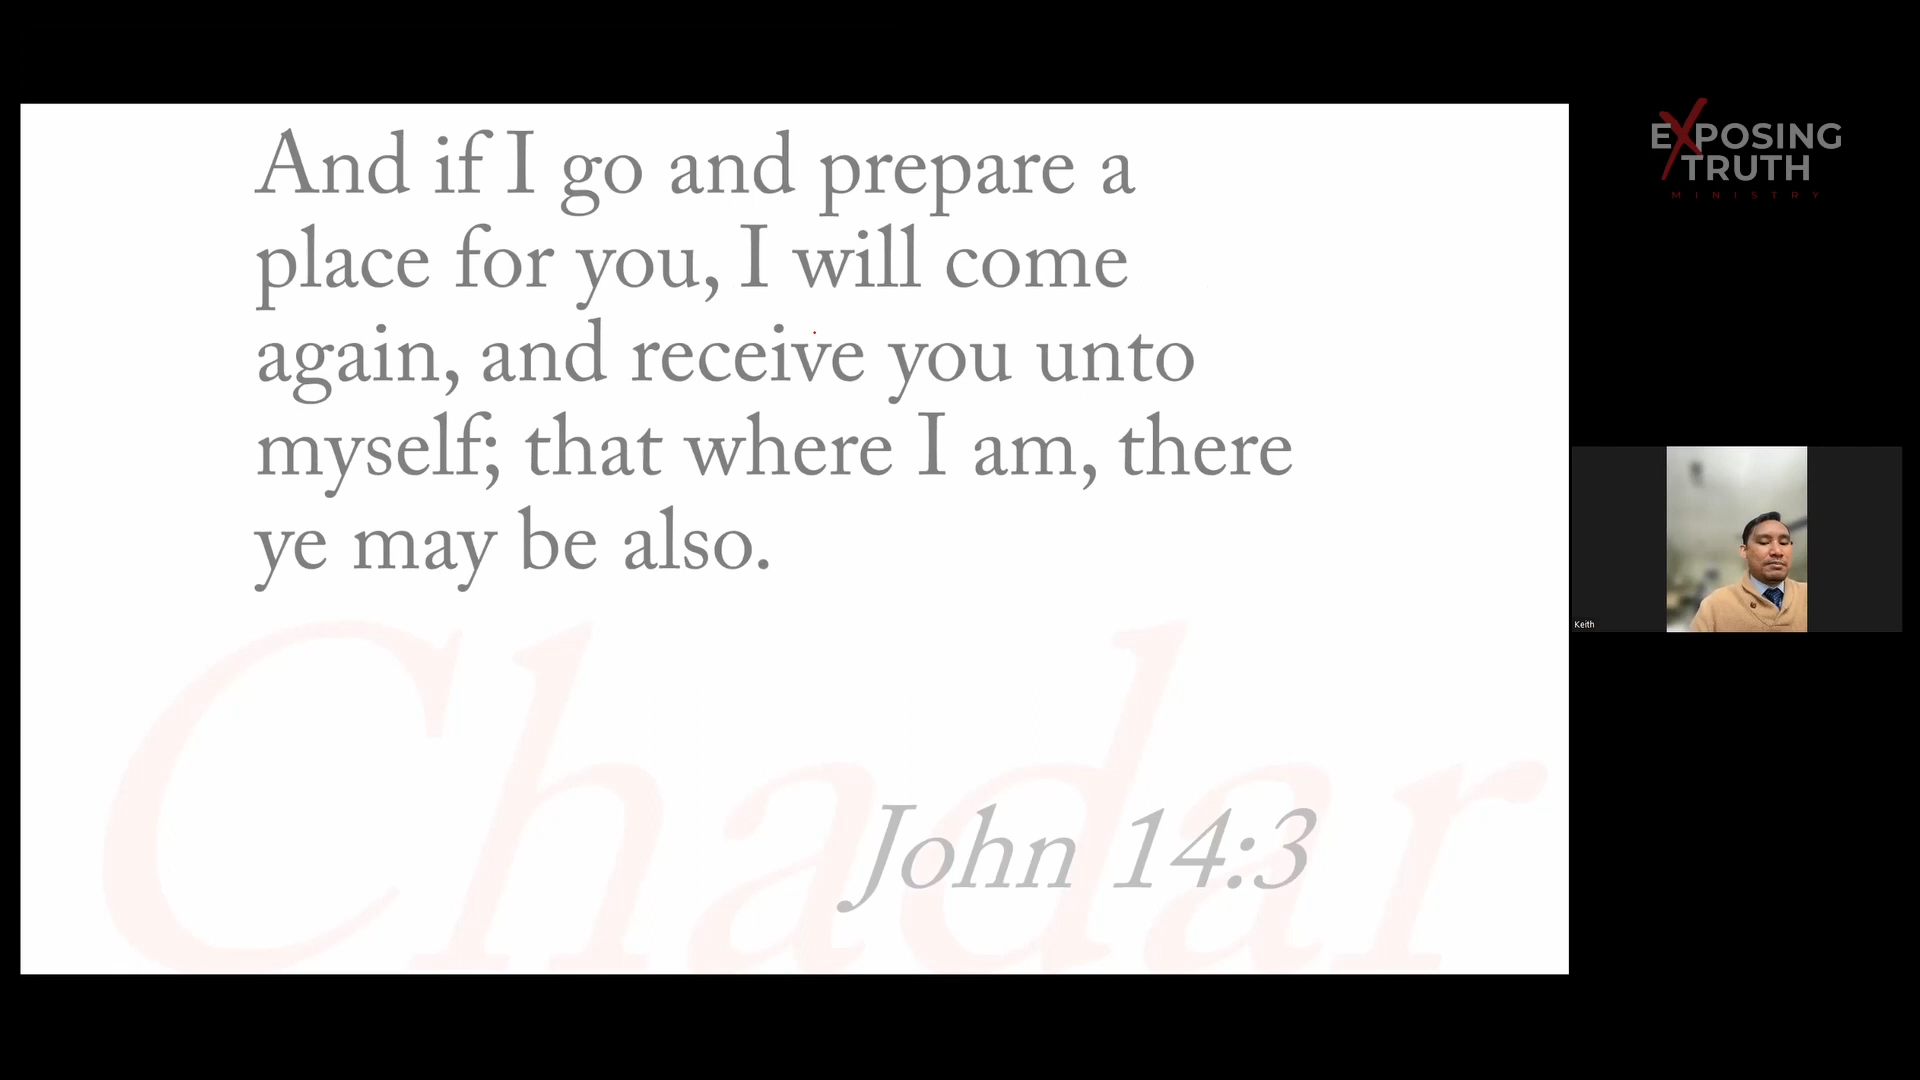 And if I go and prepare a
place for you, I will come
again, and receive you unto
myself; that where I am, there
ye may be also.
Chadar
John 14:3
EXPOSING
TRUTH
MINISTRY
Keith